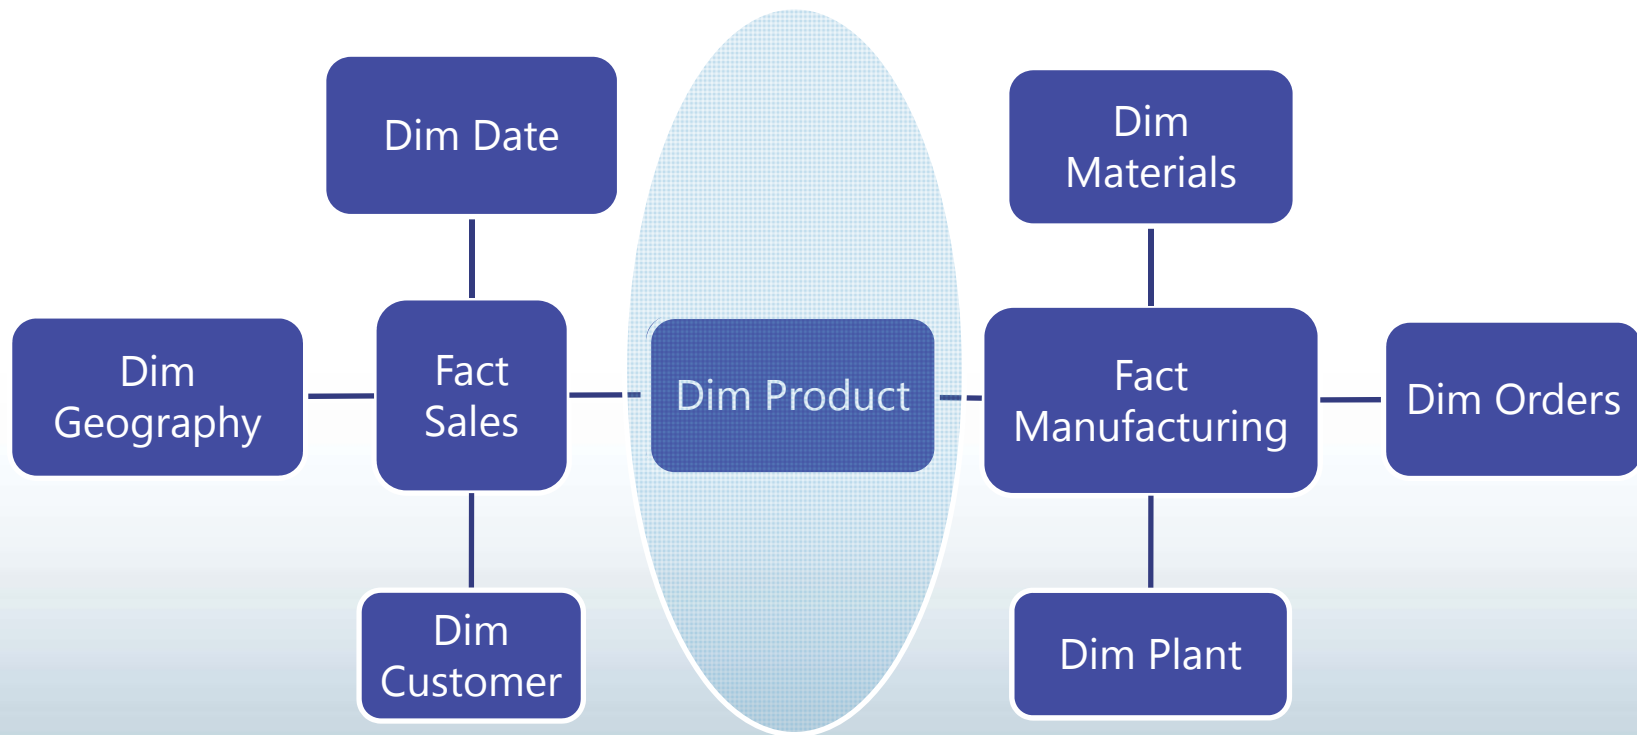 Dim Date
Dim
Materials
Dim
Geography
Fact
Sales
Dim Product
Fact
Manufacturing
Dim Orders
Dim
Customer
Dim Plant